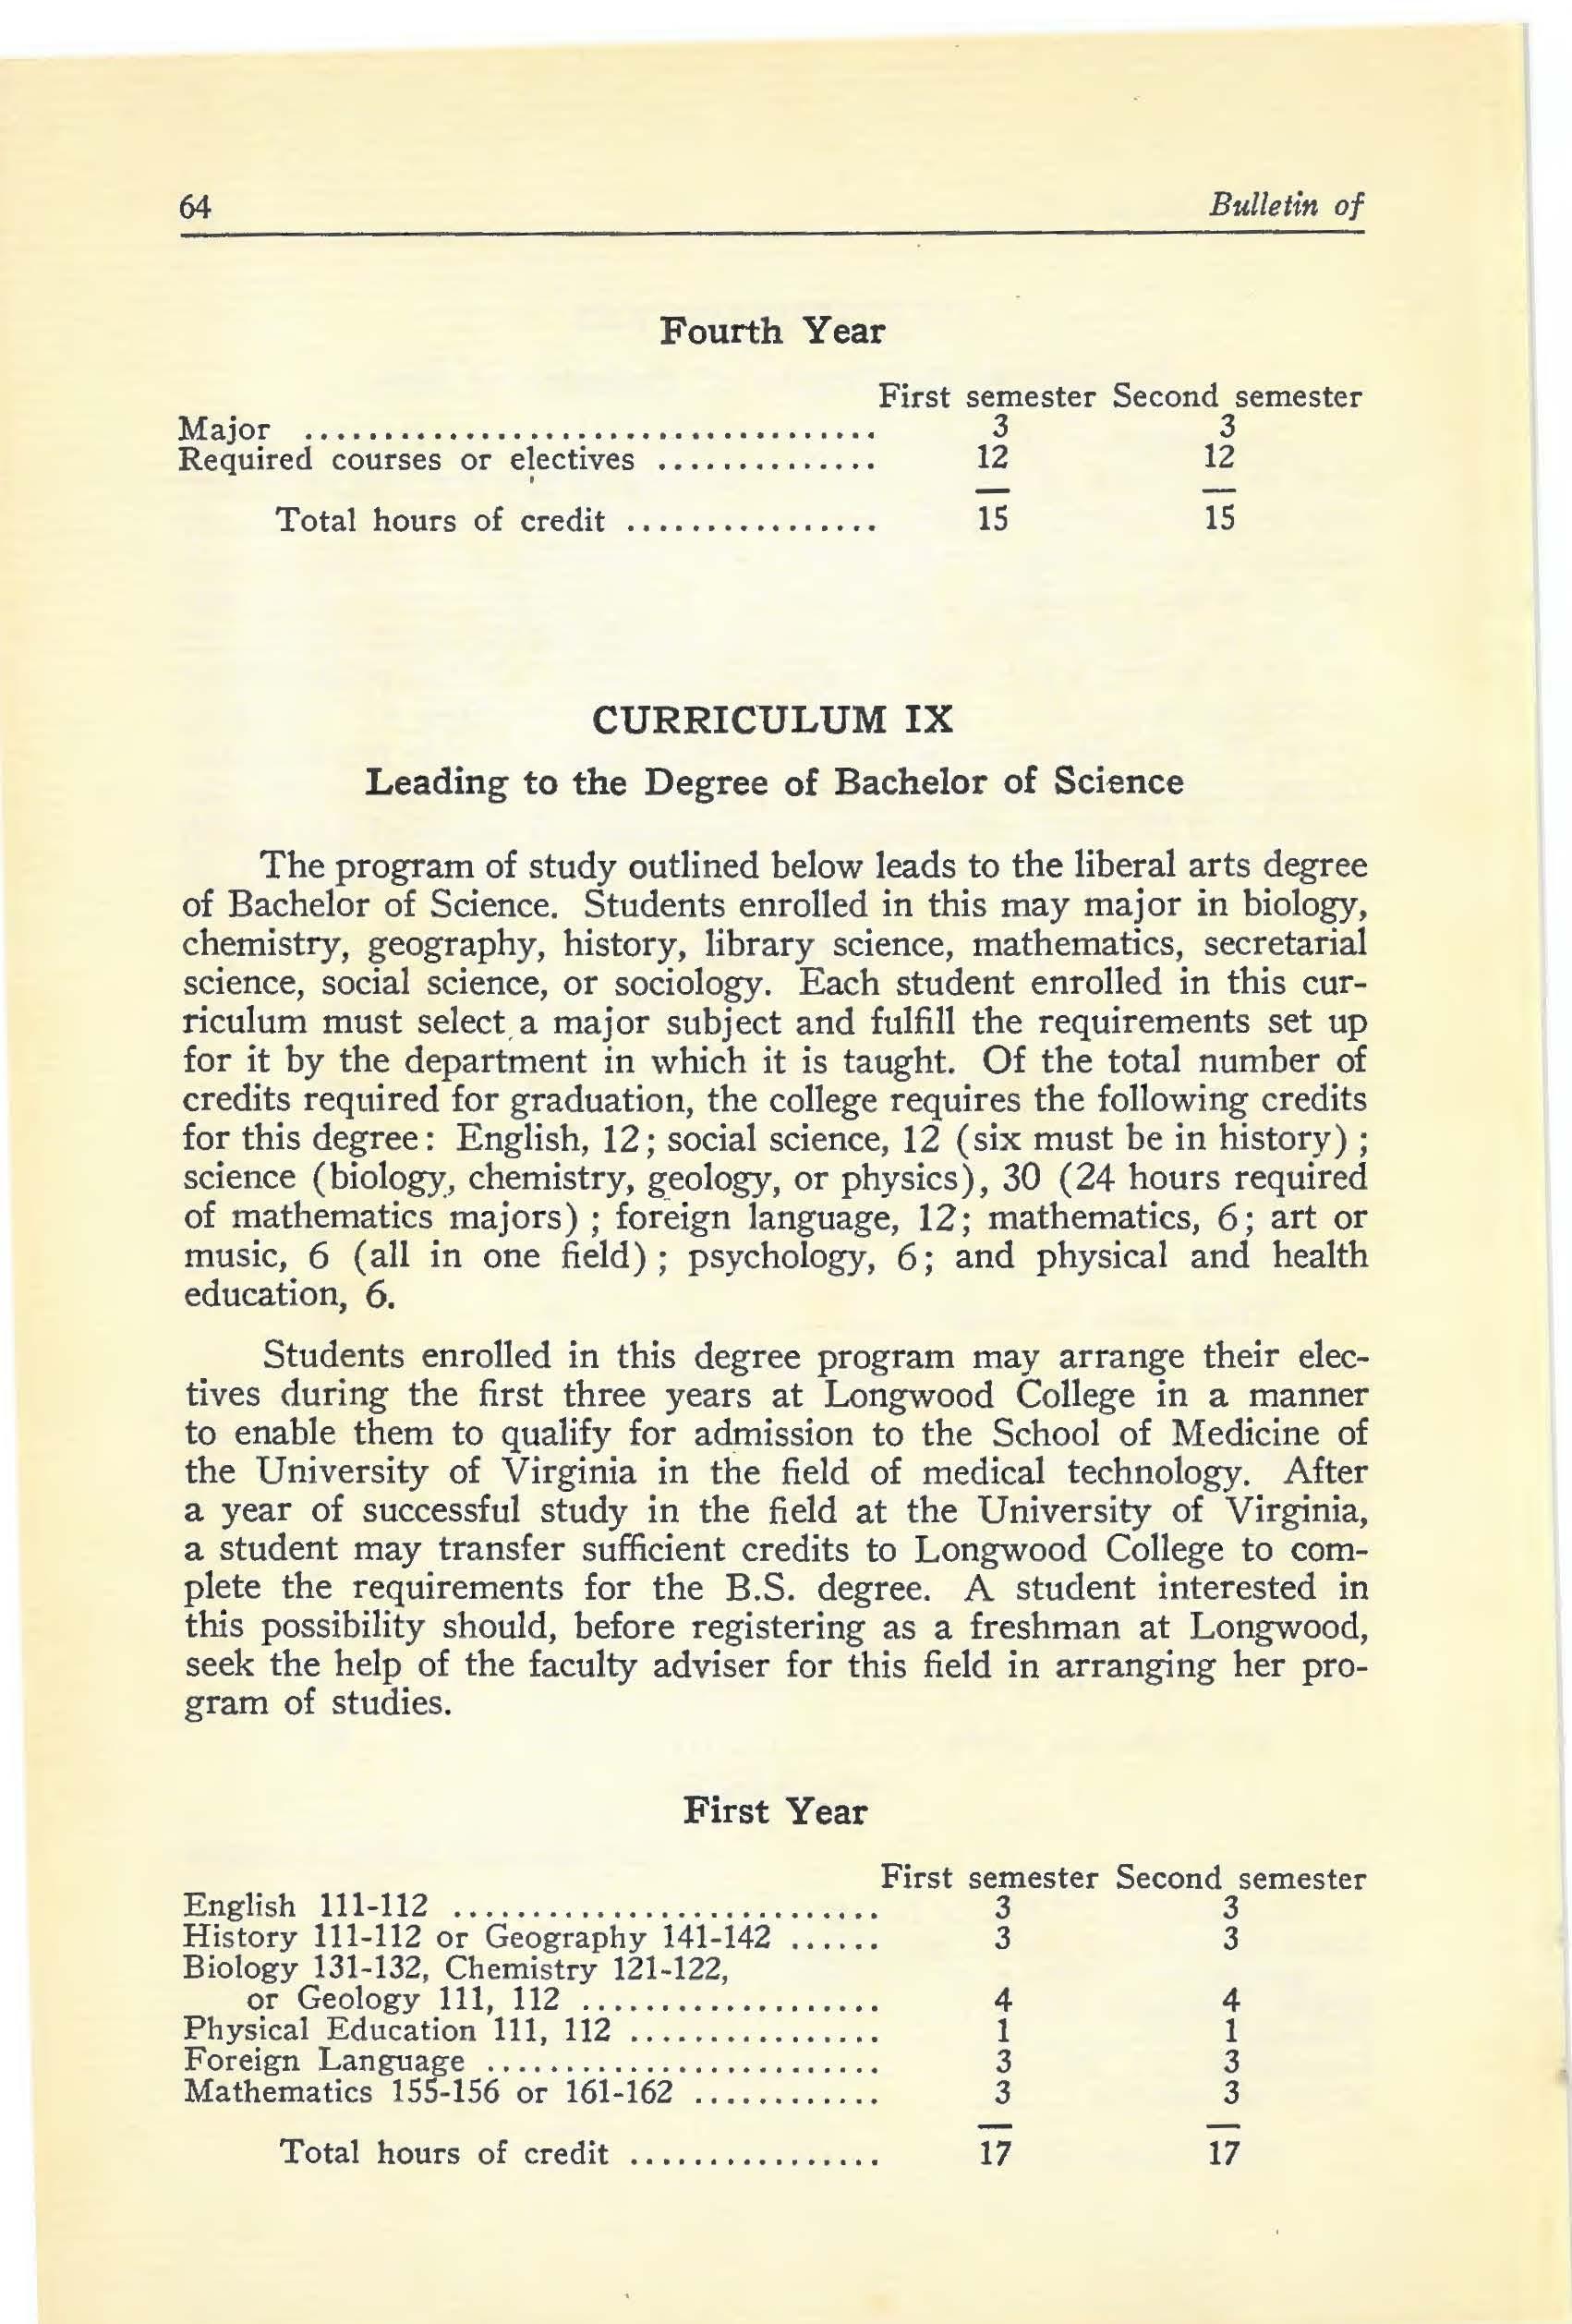 64 Bulletin of
Fourth Year
First semester Second semester
Major .................................... 3 3
Required courses or electives .............. 12 12
Total hours of credit ................ 15 15
CURRICULUM IX
Leading to the Degree of Bachelor of Science
The program of study outlined below leads to the liberal arts degree
of Bachelor of Science. Students enrolled in this may major in biology,
chemistry, geography, history, library science, mathematics, secretarial
science, social science, or sociology. Each student enrolled in this cur-
riculum must select a major subject and fulfill the requirements set up
for it by the department in which it is taught. Of the total number of
credits required for graduation, the college requires the following credits
for this degree: English, 12; social science, 12 (six must be in history) ;
science (biology, chemistry, geology, or physics), 30 (24 hours required
of mathematics majors) ; foreign language, 12; mathematics, 6; art or
music, 6 (all in one field) ; psychology, 6; and physical and health
education, 6.
Students enrolled in this degree program may arrange their elec-
tives during the first three years at Longwood College in a manner
to enable them to qualify for admission to the School of Medicine of
the University of Virginia in the field of medical technology. After
a year of successful study in the field at the University of Virginia,
a student may transfer sufficient credits to Longwood College to com-
plete the requirements for the B.S. degree. A student interested in
this possibility should, before registering as a freshman at Longwood,
seek the help of the faculty adviser for this field in arranging her pro-
gram of studies.
First Year
First semester Second semester
English 111-112 ........................... 3 3
History 111-112 or Geography 141-142 ...... 3 3
Biology 131-132, Chemistry 121-122,
or Geology 111, 112 ................... 4 4
Physical Education 111, 112 ................ 1 1
Foreign Language ......................... 3 3
Mathematics 155-156 or 161-162 ............ 3 3
Total hours of credit ................ 17 17